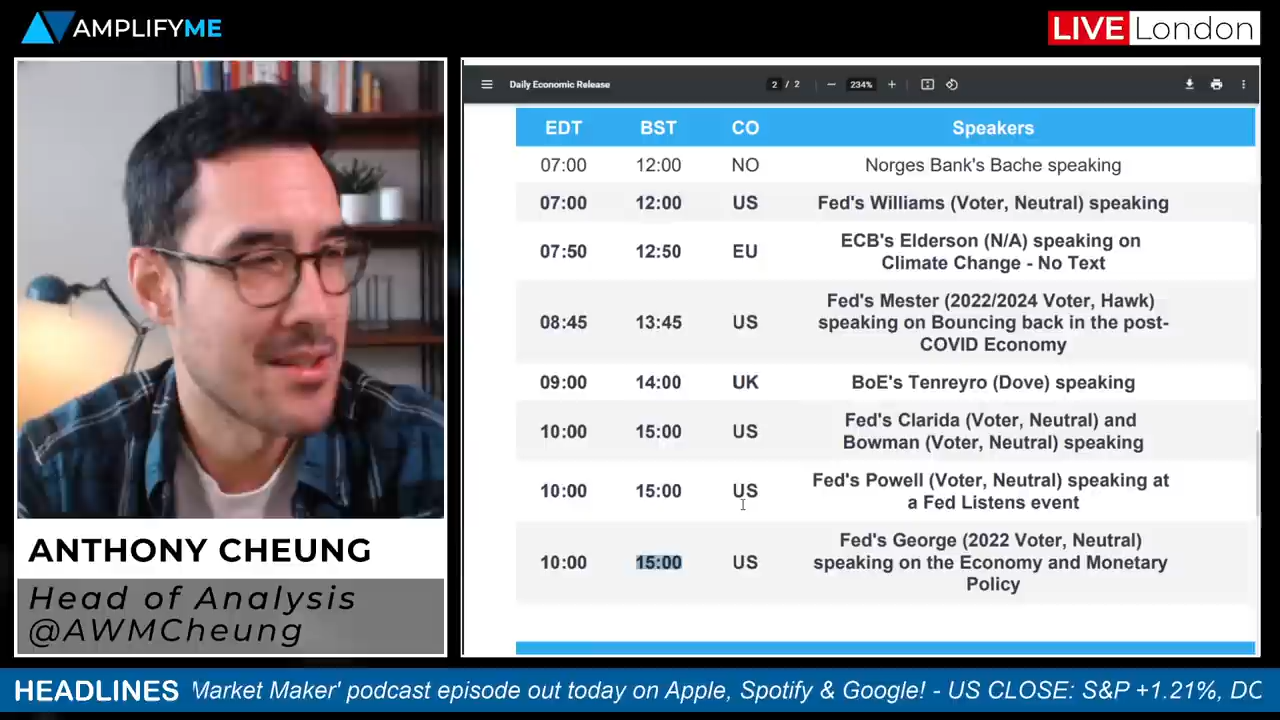 AMPLIFYME
LIVE London
Daily Economic Release
2 / 2
234%
EDT BST CO Speakers
07:00 12:00 NO Norges Bank's Bache speaking
07:00 12:00 US Fed's Williams (Voter, Neutral) speaking
07:50 12:50 EU ECB's Elderson (N/A) speaking on
Climate Change - No Text
08:45 13:45 US Fed's Mester (2022/2024 Voter, Hawk)
speaking on Bouncing back in the post-
COVID Economy
09:00 14:00 UK BoE's Tenreyro (Dove) speaking
10:00 15:00 US Fed's Clarida (Voter, Neutral) and
Bowman (Voter, Neutral) speaking
10:00 15:00 US Fed's Powell (Voter, Neutral) speaking at
a Fed Listens event
10:00 15:00 US Fed's George (2022 Voter, Neutral)
speaking on the Economy and Monetary
Policy
ANTHONY CHEUNG
Head of Analysis
@AWMCheung
HEADLINES 'Market Maker' podcast episode out today on Apple, Spotify & Google! - US CLOSE: S&P +1.21%,